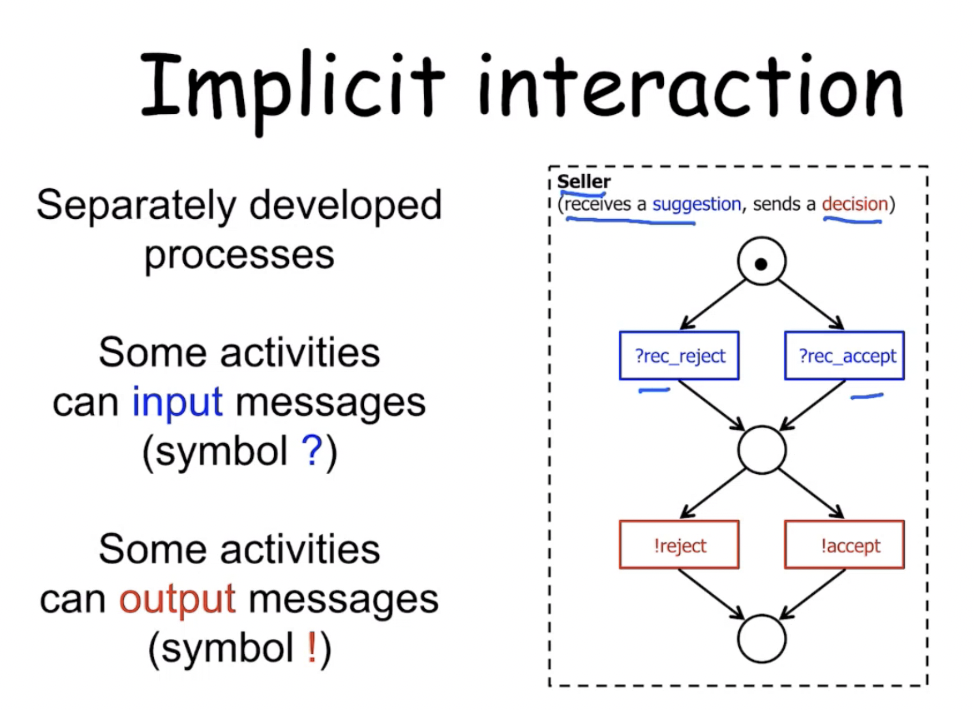 Implicit interaction
Separately developed
processes
Some activities
can input messages
(symbol ?)
Some activities
can output messages
(symbol !)
Seller
(receives a suggestion, sends a decision)
?rec_reject
?rec_accept
!reject
!accept